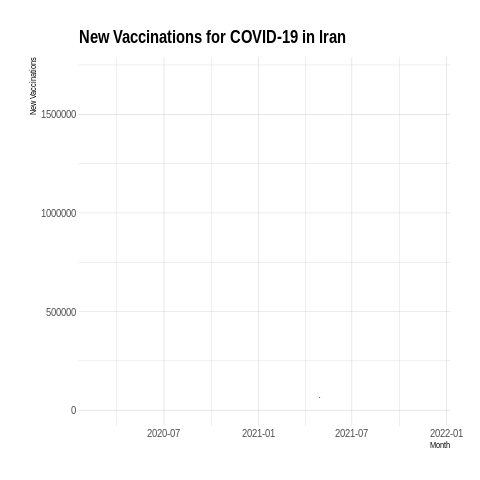 New Vaccinations for COVID-19 in Iran
New Vaccinations
1500000
1000000
500000
0
2020-07 2021-01 2021-07 2022-01
Month